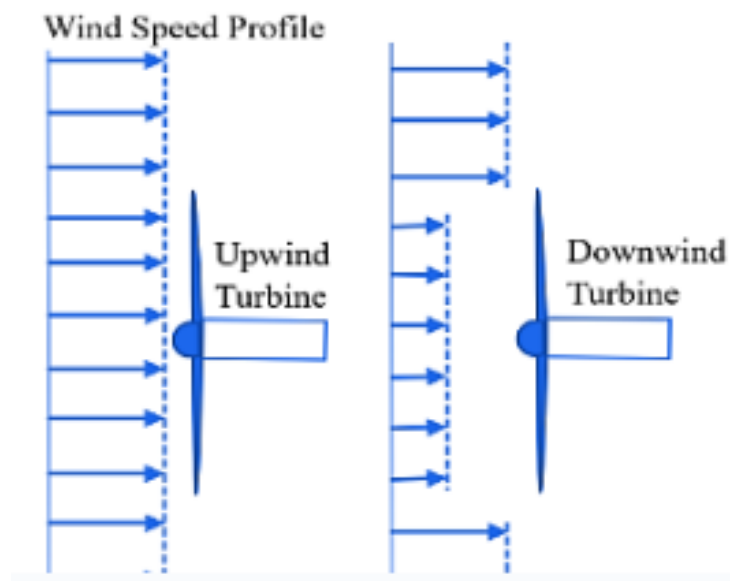 Wind Speed Profile
Upwind
Turbine
Downwind
Turbine